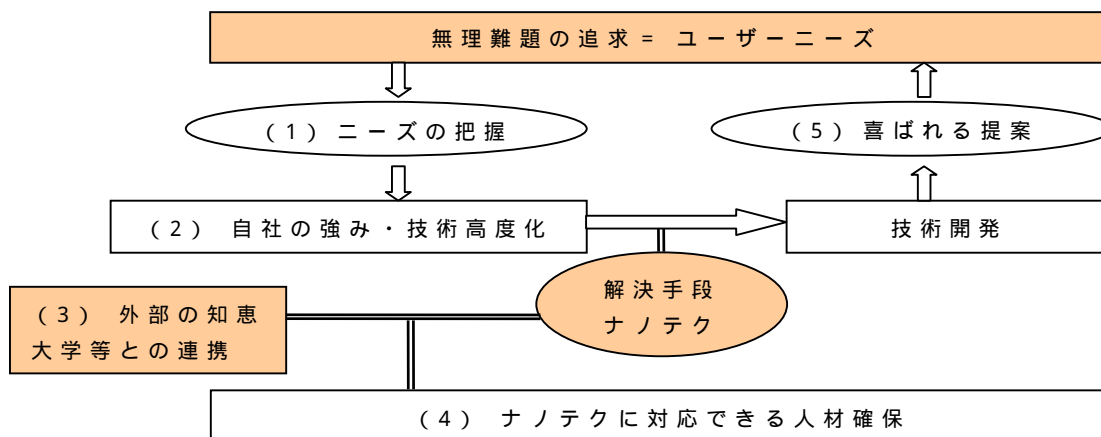 無理難題の追求= ユーザーニーズ
(1) ニーズの把握
(5) 喜ばれる提案
(2) 自社の強み・技術高度化
技術開発
解決手段
ナノテク
(3) 外部の知恵
大学等との連携
(4) ナノテクに対応できる人材確保